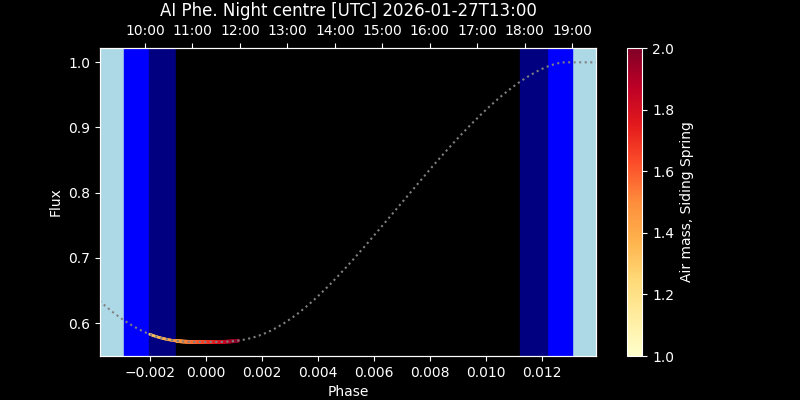 AI Phe. Night centre [UTC] 2026-01-27T13:00
10:00 11:00 12:00 13:00 14:00 15:00 16:00 17:00 18:00 19:00
1.0
0.9
0.8
0.7
0.6
Flux
−0.002 0.000 0.002 0.004 0.006 0.008 0.010 0.012
Phase
2.0
1.8
1.6
1.4
1.2
1.0
Air mass, Siding Spring